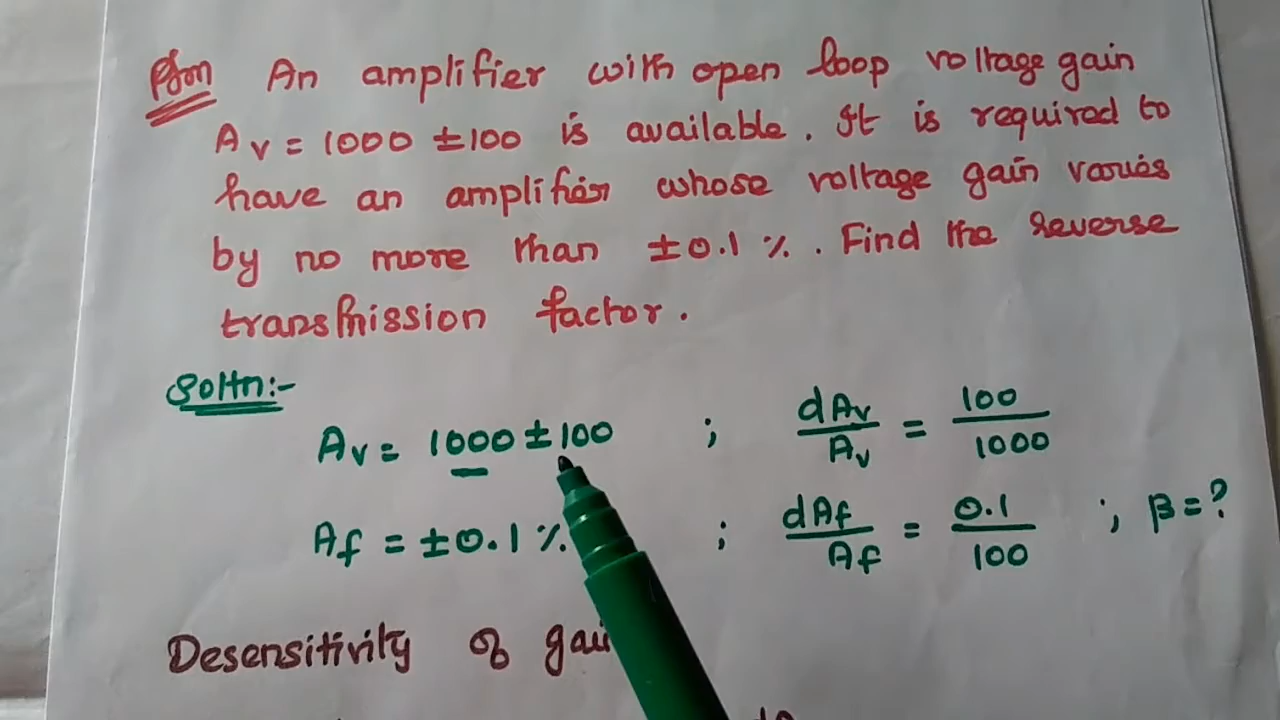 Pbm An amplifier with open loop voltage gain
Av = 1000 ±100 is available. It is required to
have an amplifier whose voltage gain varies
by no more than ±0.1 %. Find the reverse
transmission factor.
Soltn:-
Av = 1000 ±100 ; dAv/Av = 100/1000
Af = ±0.1 % ; dAf/Af = 0.1/100 ; β = ?
Desensitivity of